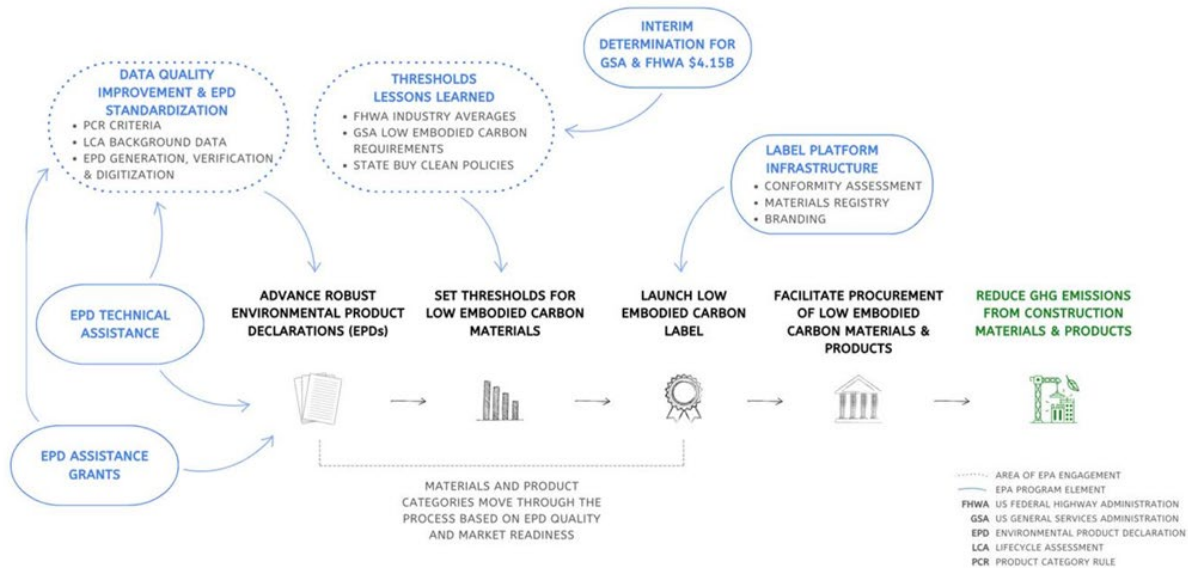 INTERIM
DETERMINATION FOR
GSA & FHWA $4.15B
DATA QUALITY
IMPROVEMENT & EPD
STANDARDIZATION
• PCR CRITERIA
• LCA BACKGROUND DATA
• EPD GENERATION, VERIFICATION
& DIGITIZATION
THRESHOLDS
LESSONS LEARNED
• FHWA INDUSTRY AVERAGES
• GSA LOW EMBODIED CARBON
REQUIREMENTS
• STATE BUY CLEAN POLICIES
LABEL PLATFORM
INFRASTRUCTURE
• CONFORMITY ASSESSMENT
• MATERIALS REGISTRY
• BRANDING
EPD TECHNICAL
ASSISTANCE
EPD ASSISTANCE
GRANTS
ADVANCE ROBUST
ENVIRONMENTAL PRODUCT
DECLARATIONS (EPDs)
SET THRESHOLDS FOR
LOW EMBODIED CARBON
MATERIALS
LAUNCH LOW
EMBODIED CARBON
LABEL
FACILITATE PROCUREMENT
OF LOW EMBODIED
CARBON MATERIALS &
PRODUCTS
REDUCE GHG EMISSIONS
FROM CONSTRUCTION
MATERIALS & PRODUCTS
MATERIALS AND PRODUCT
CATEGORIES MOVE THROUGH THE
PROCESS BASED ON EPD QUALITY
AND MARKET READINESS
AREA OF EPA ENGAGEMENT
EPA PROGRAM ELEMENT
FHWA US FEDERAL HIGHWAY ADMINISTRATION
GSA US GENERAL SERVICES ADMINISTRATION
EPD ENVIRONMENTAL PRODUCT DECLARATION
LCA LIFECYCLE ASSESSMENT
PCR PRODUCT CATEGORY RULE